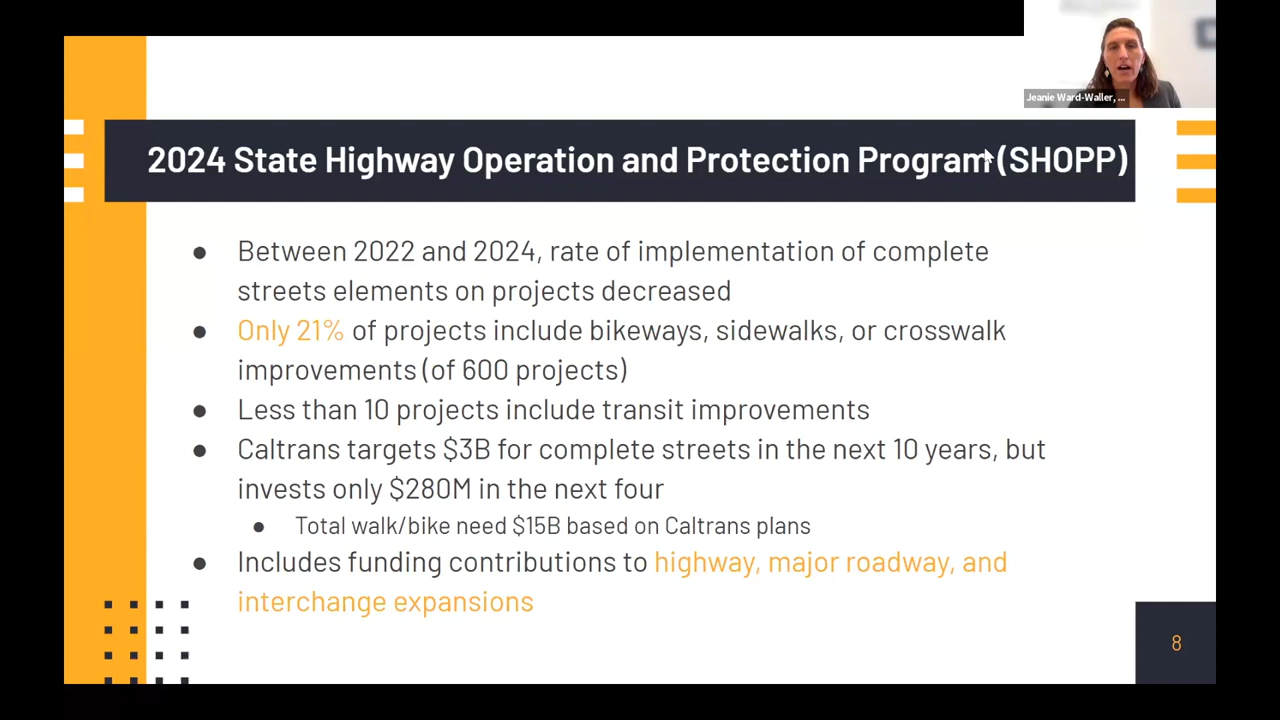 Jeanie Ward-Waller, ...
2024 State Highway Operation and Protection Program (SHOPP)
● Between 2022 and 2024, rate of implementation of complete
streets elements on projects decreased
● Only 21% of projects include bikeways, sidewalks, or crosswalk
improvements (of 600 projects)
● Less than 10 projects include transit improvements
● Caltrans targets $3B for complete streets in the next 10 years, but
invests only $280M in the next four
● Total walk/bike need $15B based on Caltrans plans
● Includes funding contributions to highway, major roadway, and
interchange expansions
8